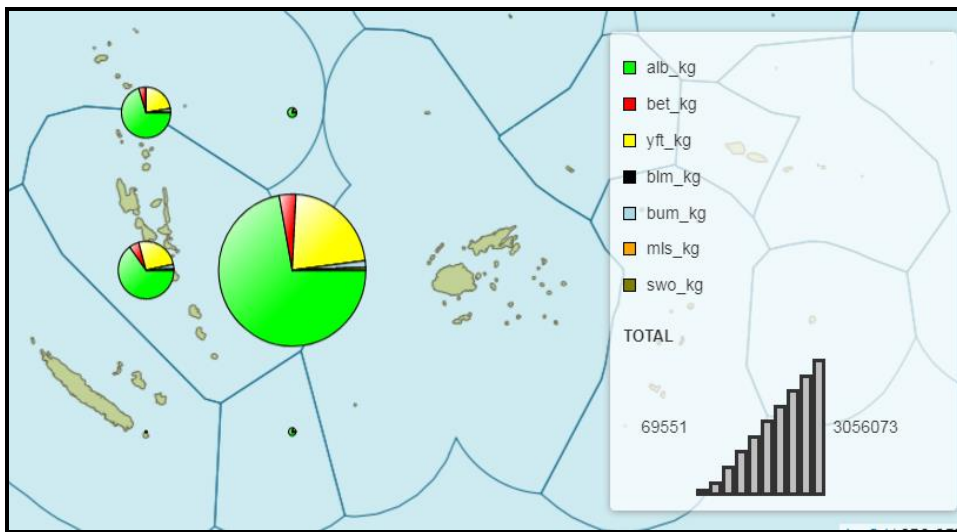 alb_kg
bet_kg
yft_kg
blm_kg
bum_kg
mls_kg
swo_kg
TOTAL
69551
3056073